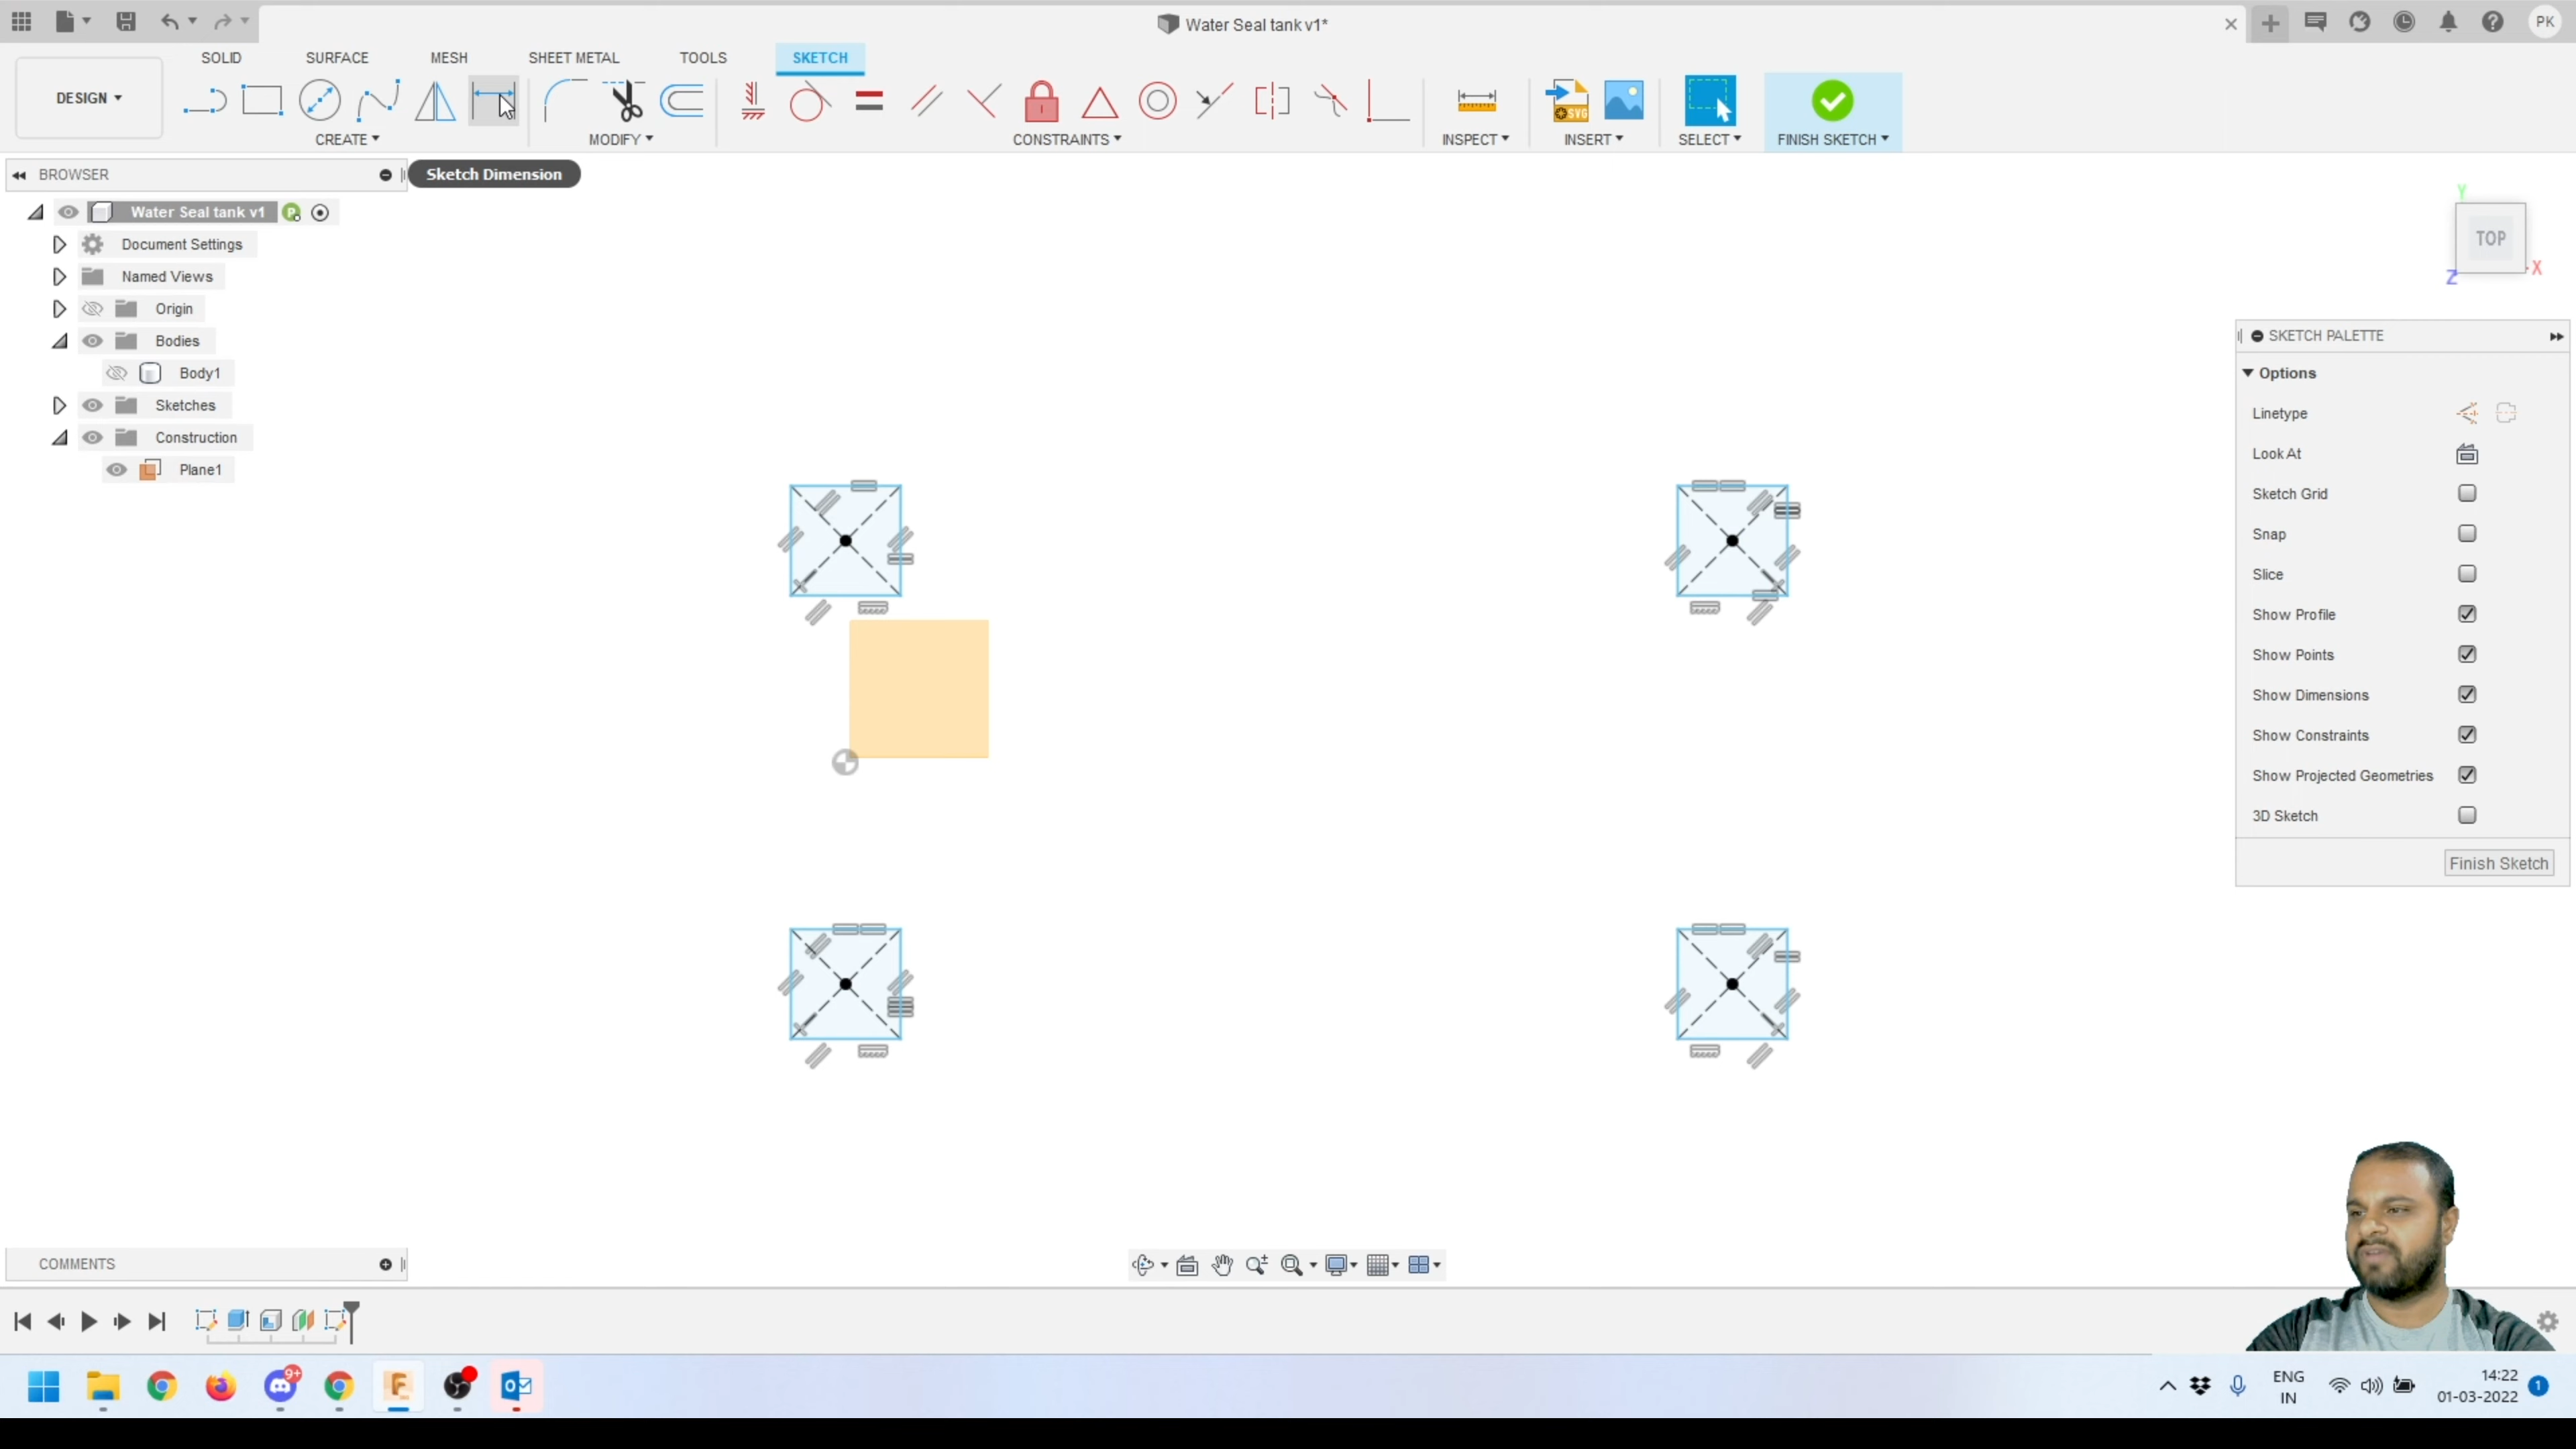 Water Seal tank v1*
PK
SOLID
SURFACE
MESH
SHEET METAL
TOOLS
SKETCH
DESIGN
CREATE
MODIFY
CONSTRAINTS
INSPECT
SVG
INSERT
SELECT
FINISH SKETCH
BROWSER
Sketch Dimension
Water Seal tank v1
P
Document Settings
Named Views
Origin
Bodies
Body1
Sketches
Construction
Plane1
Y
TOP
Z
X
SKETCH PALETTE
Options
Linetype
Look At
Sketch Grid
Snap
Slice
Show Profile
Show Points
Show Dimensions
Show Constraints
Show Projected Geometries
3D Sketch
Finish Sketch
COMMENTS
9+
F
ENG
IN
14:22
01-03-2022
1